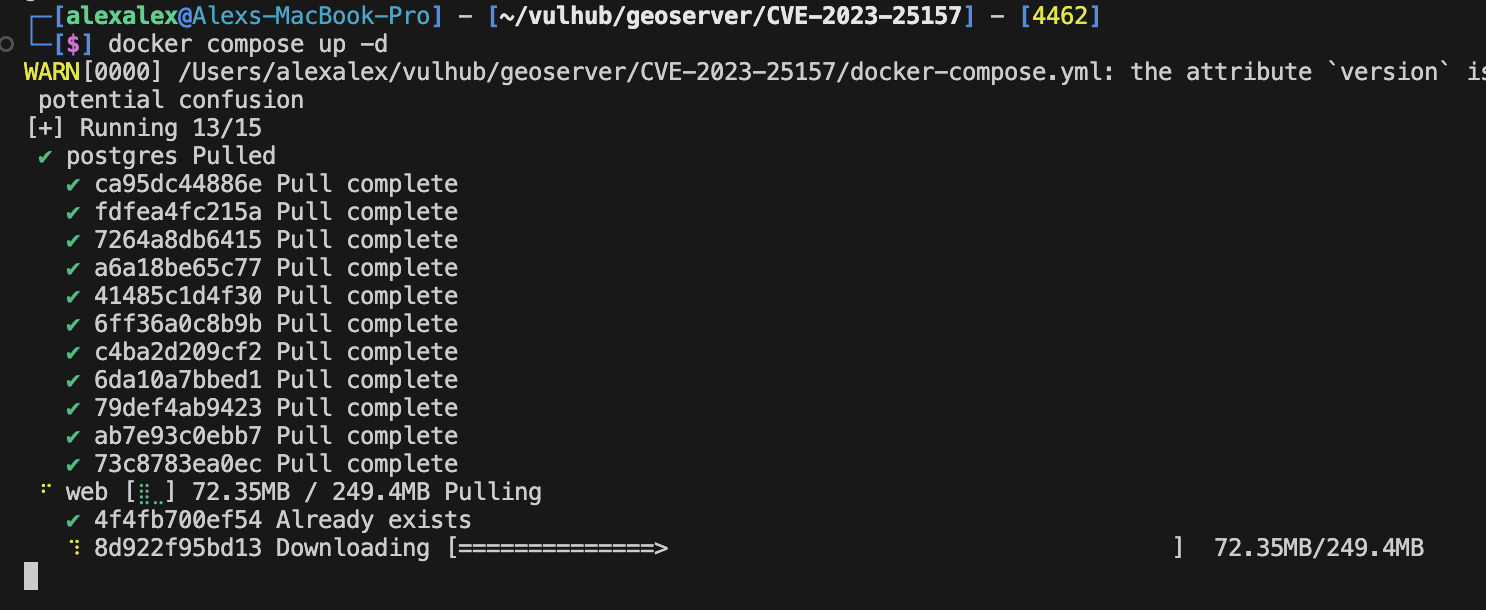 [alexalex@Alexs-MacBook-Pro] - [~/vulhub/geoserver/CVE-2023-25157] - [4462]
[$] docker compose up -d
WARN[0000] /Users/alexalex/vulhub/geoserver/CVE-2023-25157/docker-compose.yml: the attribute `version` is
potential confusion
[+] Running 13/15
✔ postgres Pulled
✔ ca95dc44886e Pull complete
✔ fdfea4fc215a Pull complete
✔ 7264a8db6415 Pull complete
✔ a6a18be65c77 Pull complete
✔ 41485c1d4f30 Pull complete
✔ 6ff36a0c8b9b Pull complete
✔ c4ba2d209cf2 Pull complete
✔ 6da10a7bbed1 Pull complete
✔ 79def4ab9423 Pull complete
✔ ab7e93c0ebb7 Pull complete
✔ 73c8783ea0ec Pull complete
⠋ web [⣿⣀] 72.35MB / 249.4MB Pulling
✔ 4f4fb700ef54 Already exists
⠹ 8d922f95bd13 Downloading [==============>                                    ] 72.35MB/249.4MB